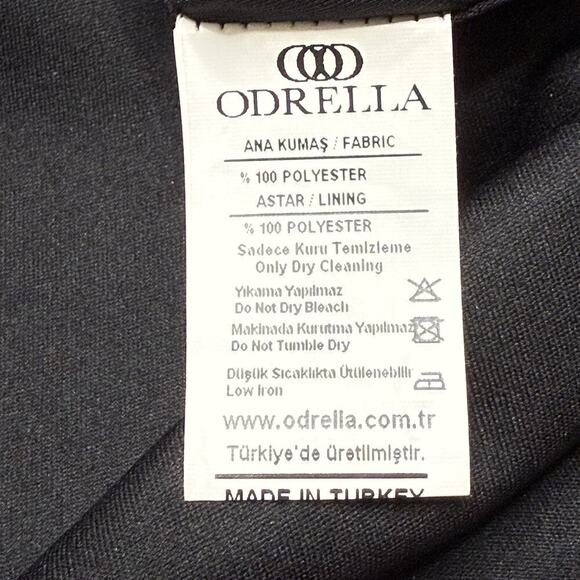 ODRELLA
ANA KUMAŞ / FABRIC
% 100 POLYESTER
ASTAR / LINING
% 100 POLYESTER
Sadece Kuru Temizleme
Only Dry Cleaning
Yıkama Yapılmaz
Do Not Dry Bleach
Makinada Kurutma Yapılmaz
Do Not Tumble Dry
Düşük Sıcaklıkta Ütülenebilir
Low Iron
www.odrella.com.tr
Türkiye'de üretilmiştir.
MADE IN TURKEY